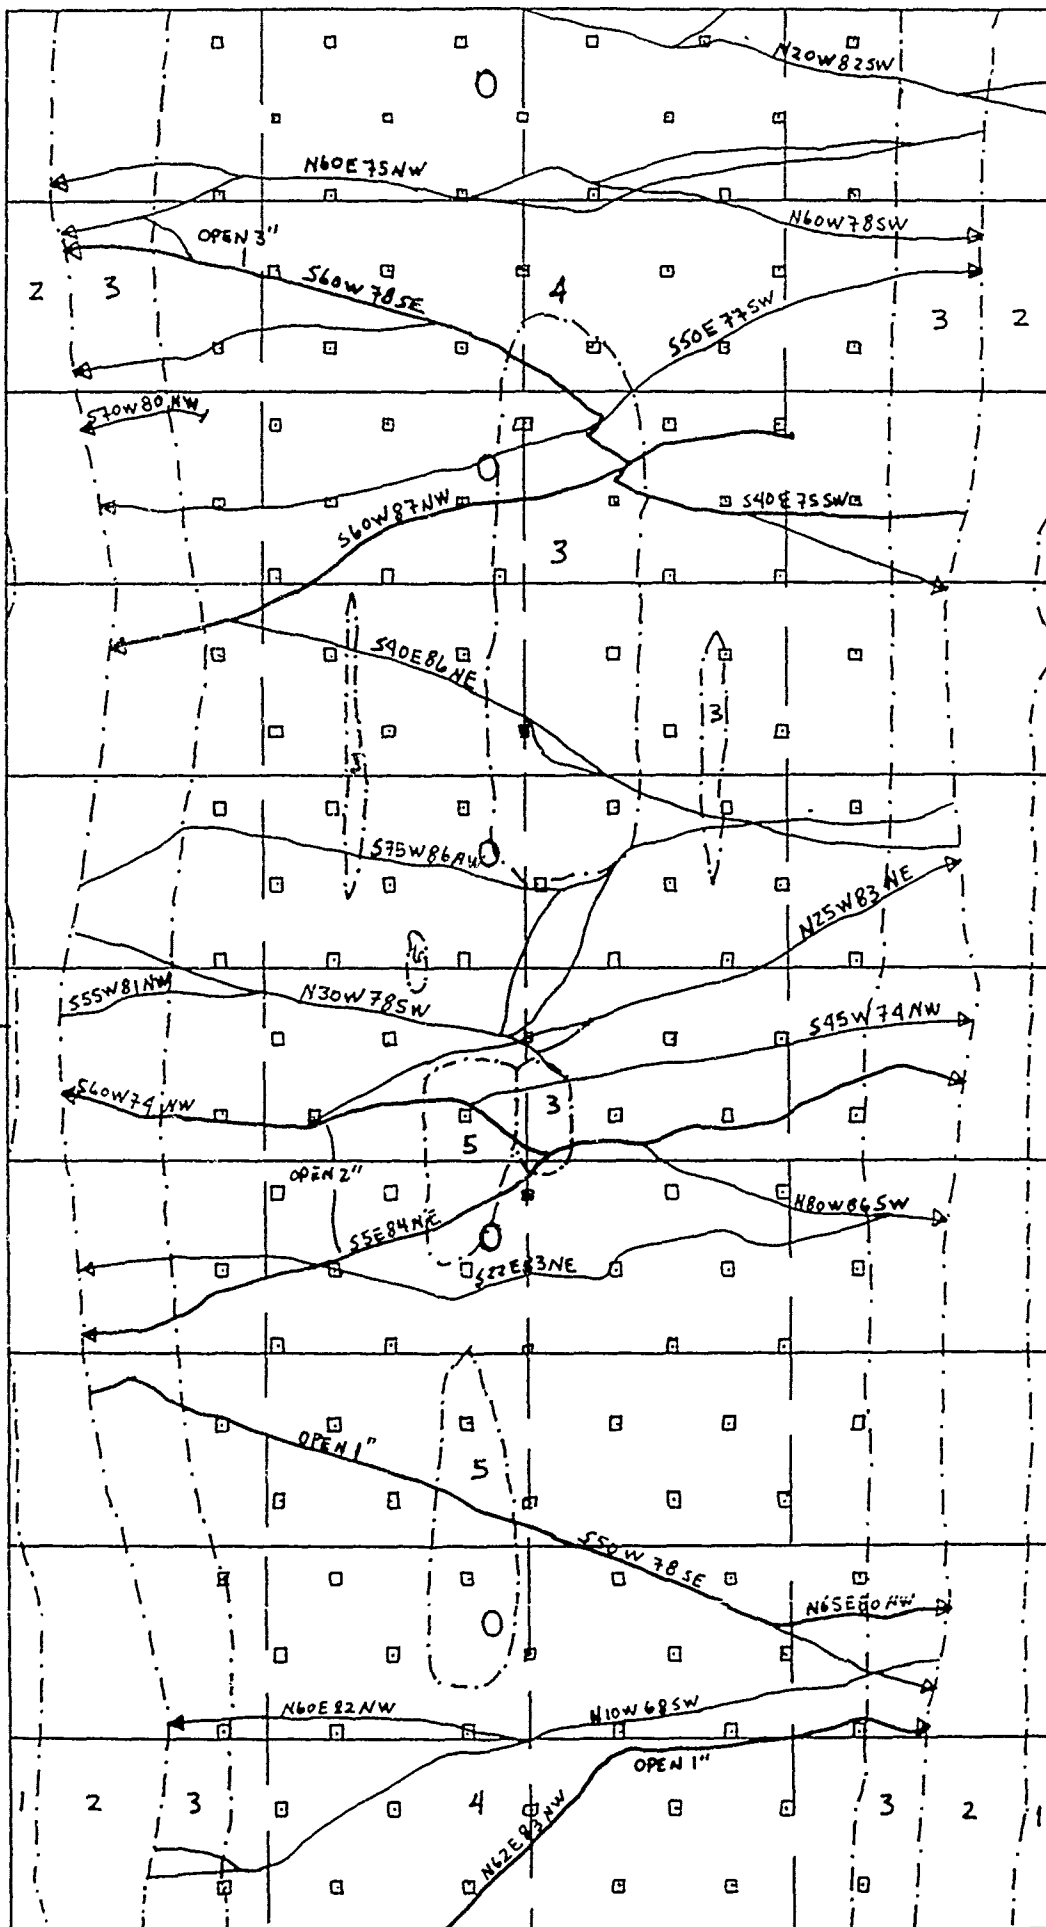 N20W82SW
N60E75NW
N60W78SW
OPEN 3"
2 3
S60W78SE
4
S50E77SW
3 2
S70W80NW
S60W87NW
S40E75SW
3
S40E86NE
3
S75W86NW
N25W83NE
S55W81NW
N30W78SW
S45W74NW
S60W74NW
3
5
OPEN 2"
S5E84NE
N80W86SW
S22E83NE
OPEN 1"
5
S50W78SE
N65E80NW
N60E82NW
N10W68SW
OPEN 1"
1 2 3 4 3 2 1
N62E83NW